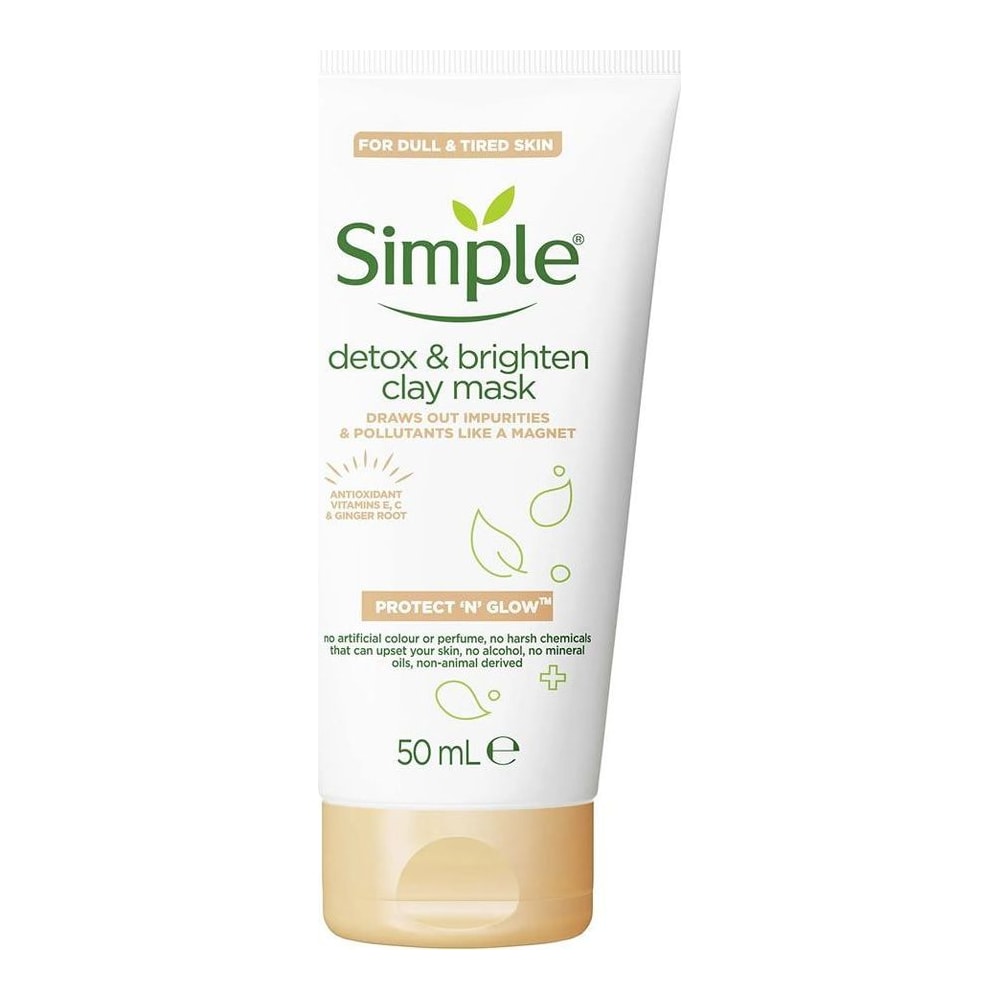 FOR DULL & TIRED SKIN
Simple®
detox & brighten
clay mask
DRAWS OUT IMPURITIES
& POLLUTANTS LIKE A MAGNET
ANTIOXIDANT
VITAMINS E, C
& GINGER ROOT
PROTECT ‘N’ GLOW™
no artificial colour or perfume, no harsh chemicals
that can upset your skin, no alcohol, no mineral
oils, non-animal derived
50 mL ℮